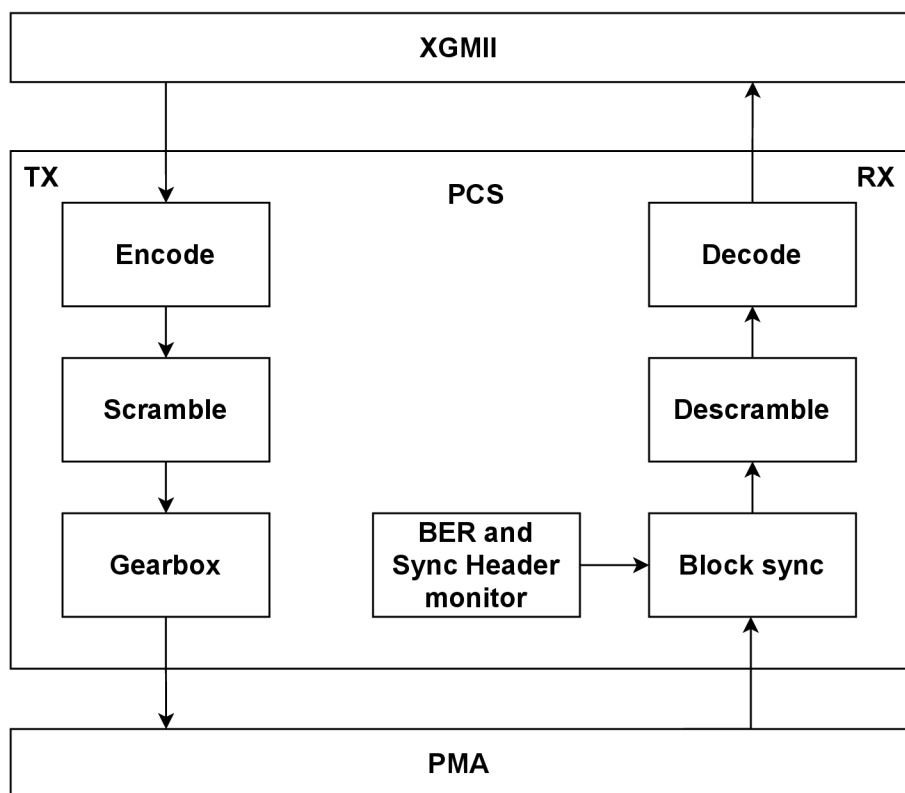 XGMII
TX
PCS
RX
Encode
Decode
Scramble
Descramble
Gearbox
BER and
Sync Header
monitor
Block sync
PMA